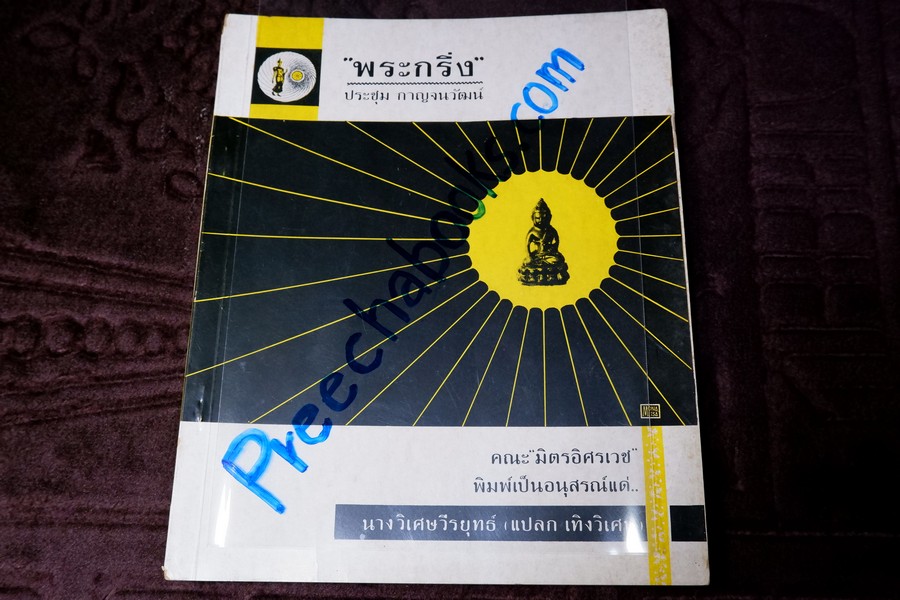 "พระกริ่ง"
ประชุม กาญจนวัฒน์
Preechabooks.com
คณะ"มิตรอิศรเวช"
พิมพ์เป็นอนุสรณ์แด่..
นางวิเศษวีรยุทธ์ (แปลก เทิงวิเศษ)